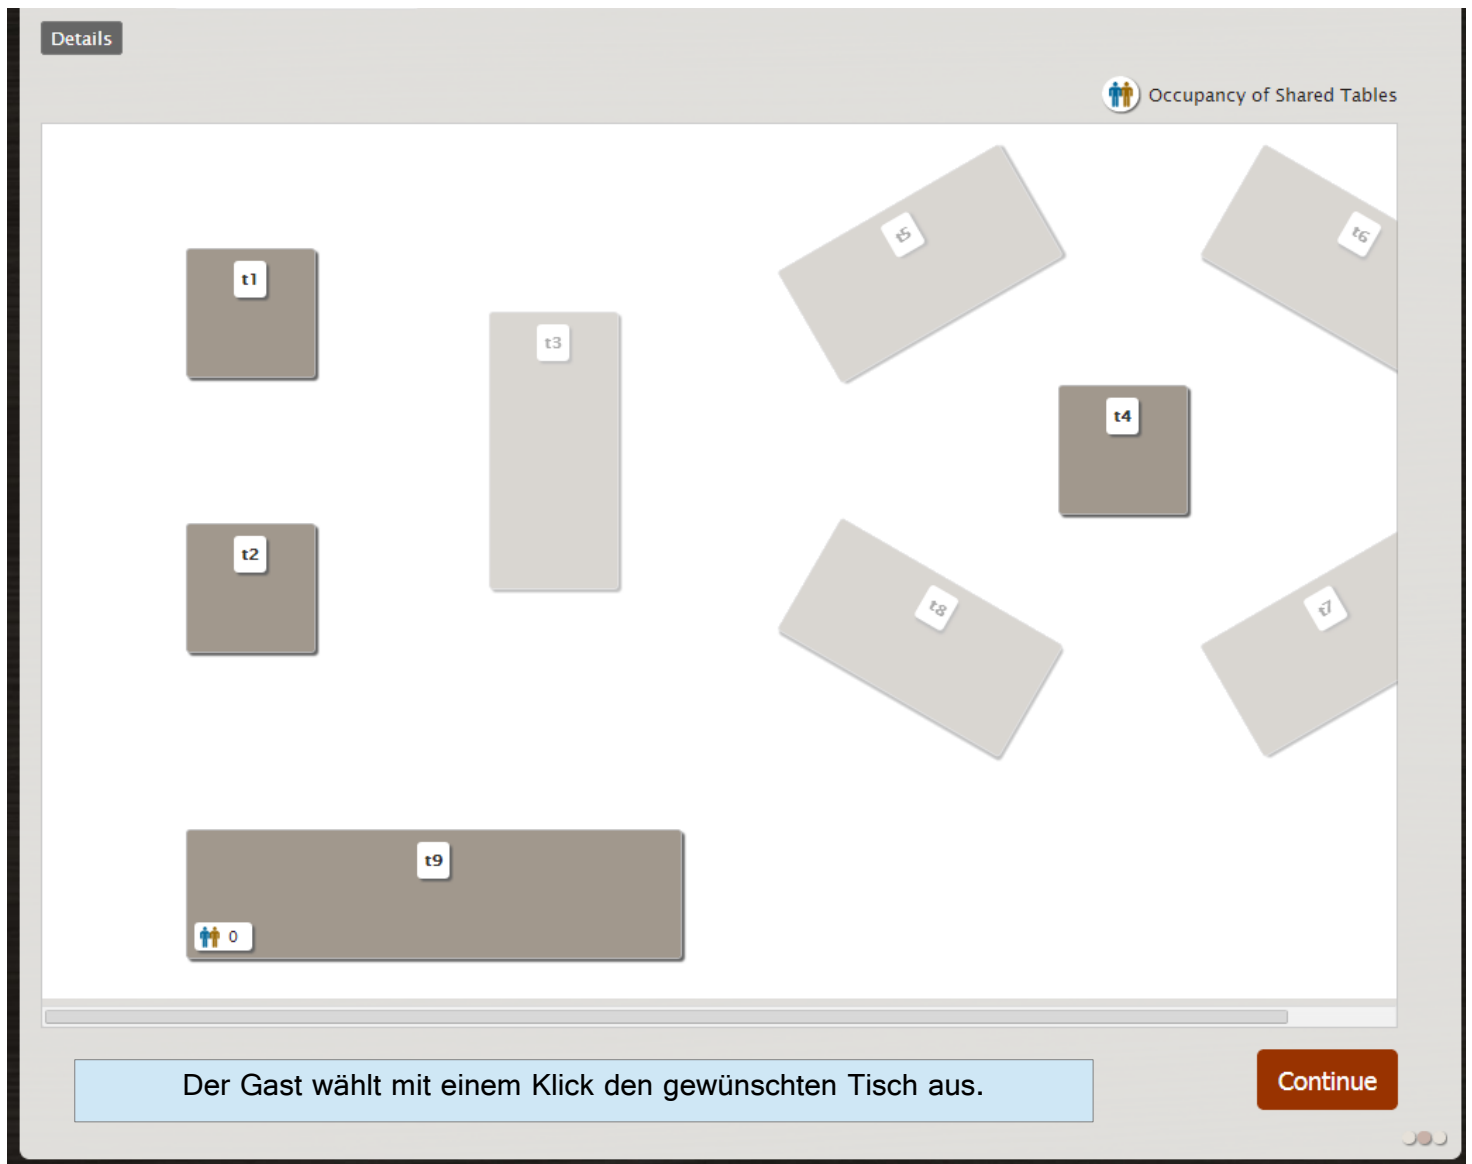 Details
Occupancy of Shared Tables
t5
t6
t1
t3
t4
t2
t8
t7
t9
0
Der Gast wählt mit einem Klick den gewünschten Tisch aus.
Continue